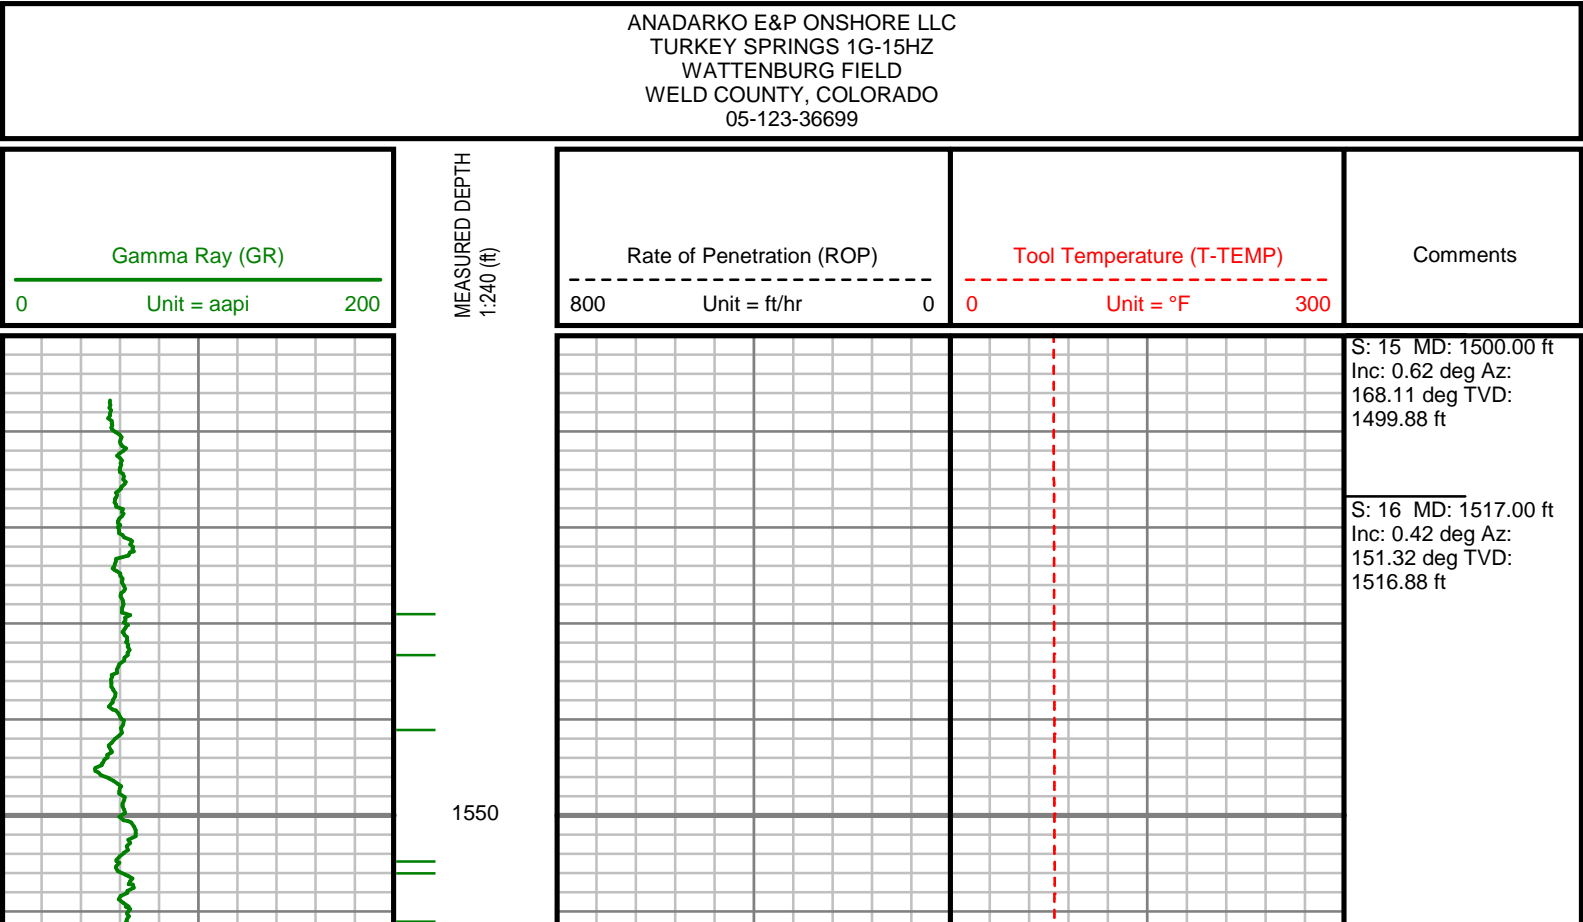 ANADARKO E&P ONSHORE LLC
TURKEY SPRINGS 1G-15HZ
WATTENBURG FIELD
WELD COUNTY, COLORADO
05-123-36699
Gamma Ray (GR)
0 Unit = aapi 200
MEASURED DEPTH
1:240 (ft)
Rate of Penetration (ROP)
800 Unit = ft/hr 0
Tool Temperature (T-TEMP)
0 Unit = °F 300
Comments
S: 15 MD: 1500.00 ft
Inc: 0.62 deg Az:
168.11 deg TVD:
1499.88 ft
S: 16 MD: 1517.00 ft
Inc: 0.42 deg Az:
151.32 deg TVD:
1516.88 ft
1550